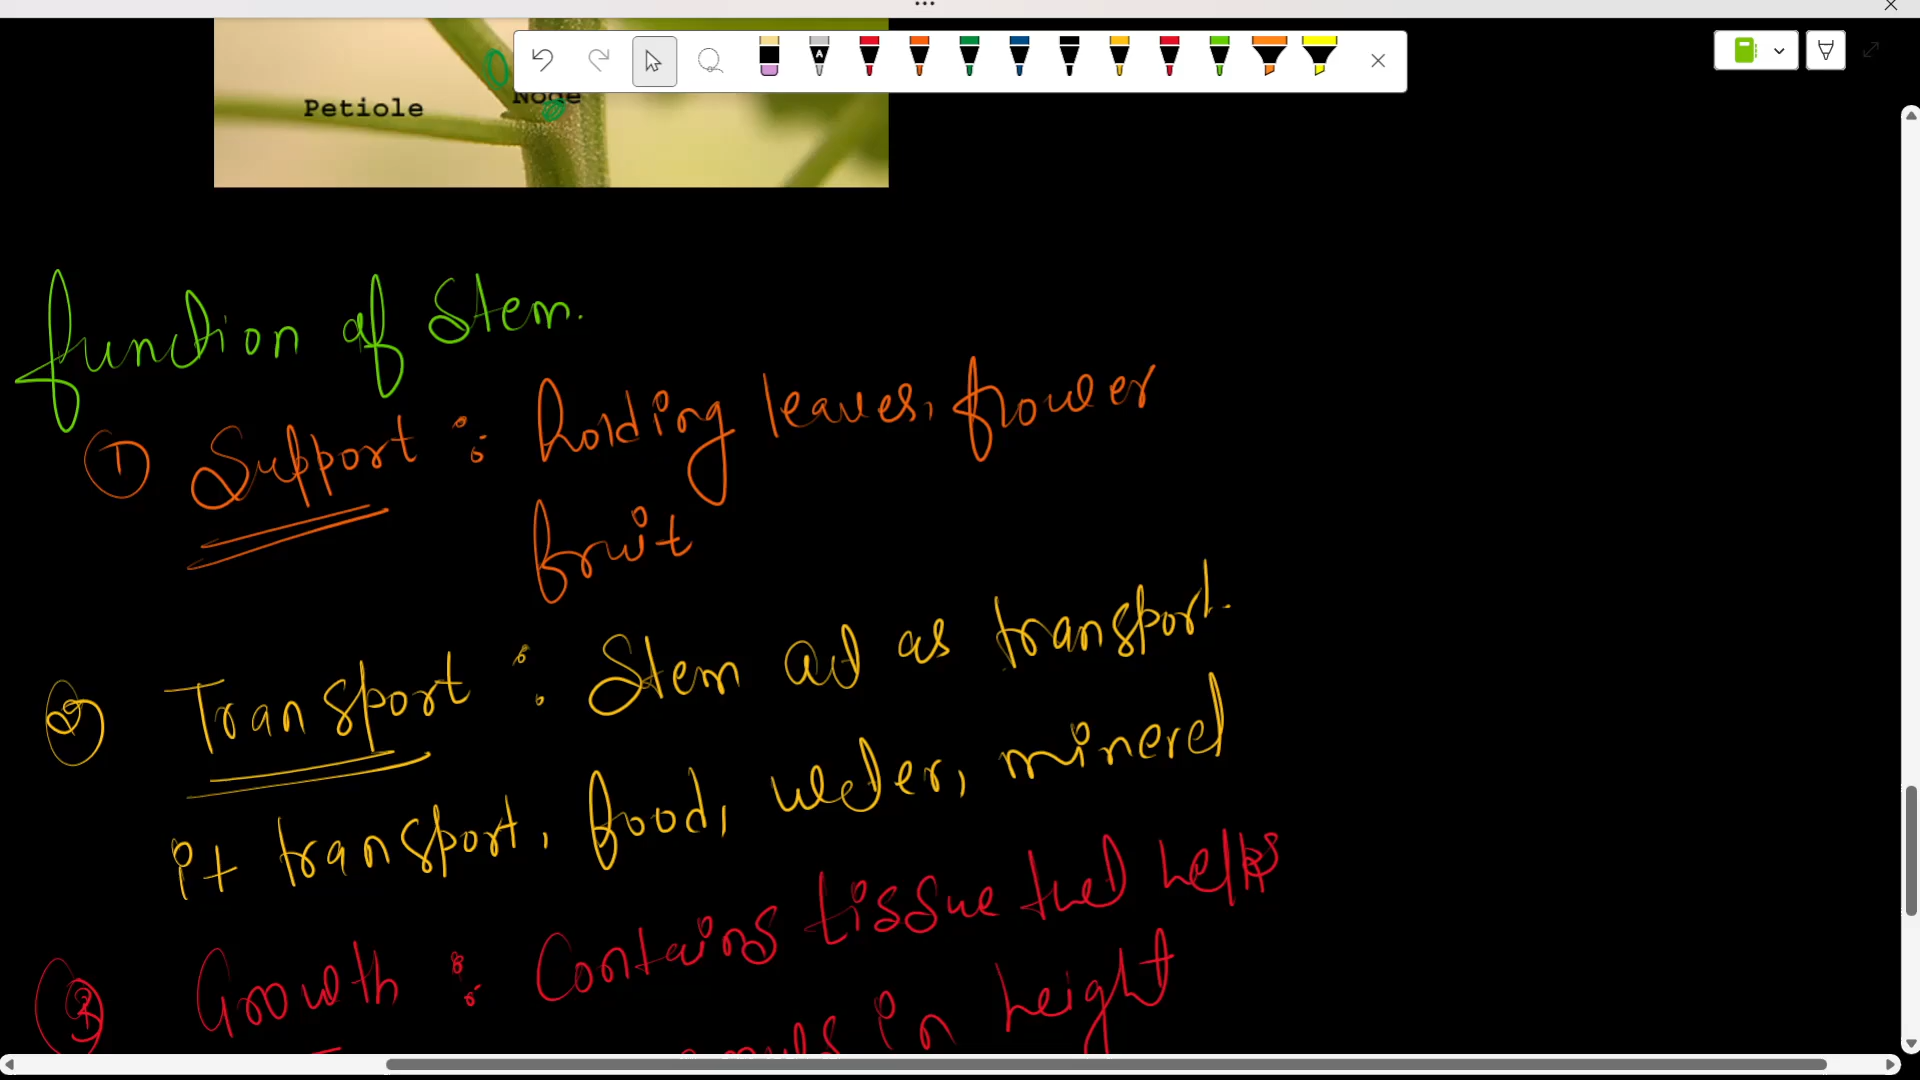 Petiole
Node
function of Stem.
① Support : holding leaves, flower
fruit
② Transport : Stem act as transport.
it transport, food, water, mineral
③ Growth : Contains tissue that helps
in height